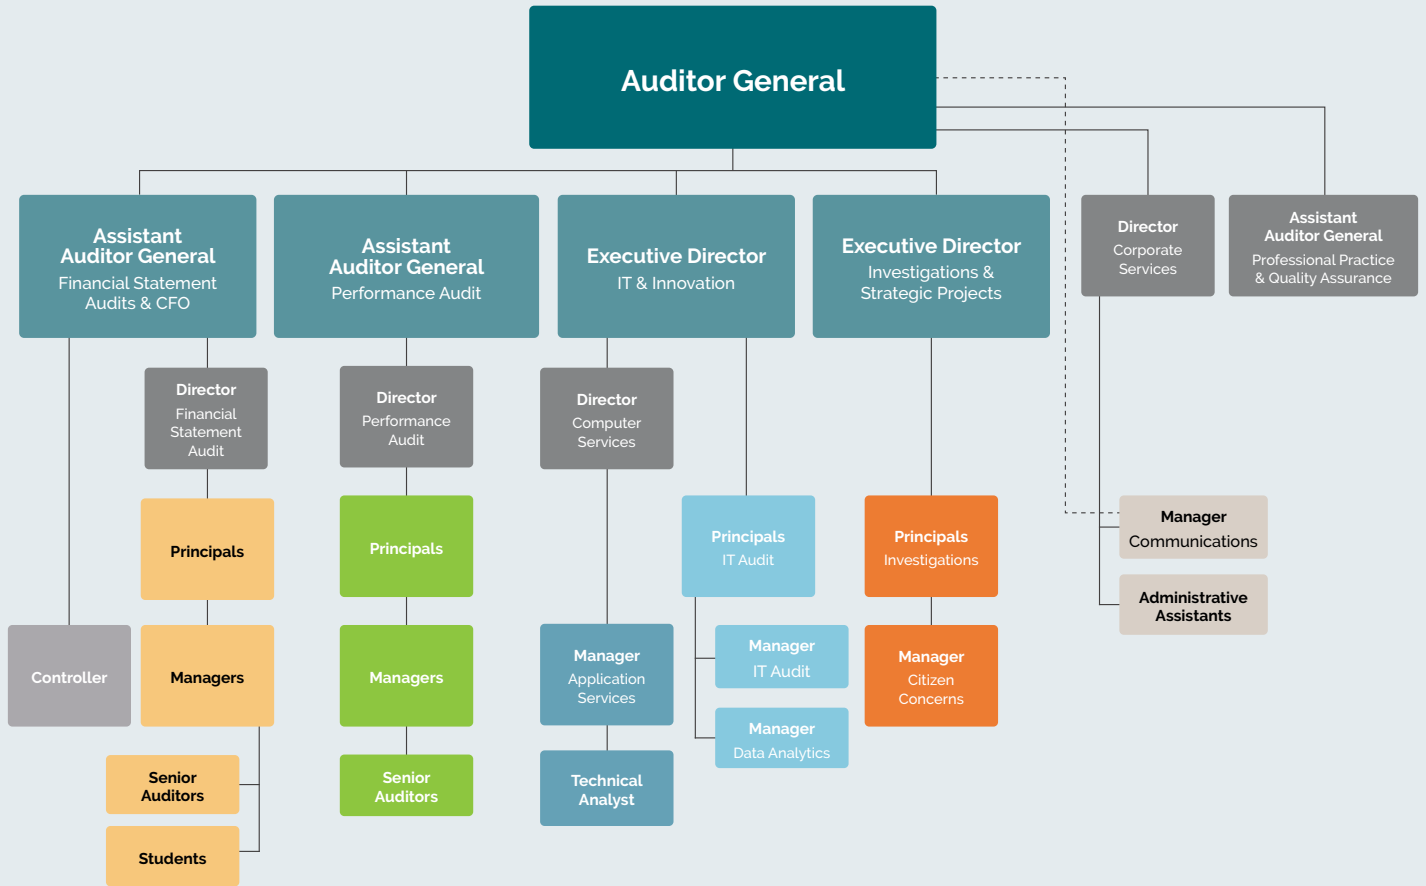 Auditor General
Assistant
Auditor General
Financial Statement
Audits & CFO
Assistant
Auditor General
Performance Audit
Executive Director
IT & Innovation
Executive Director
Investigations &
Strategic Projects
Director
Corporate
Services
Assistant
Auditor General
Professional Practice
& Quality Assurance
Director
Financial
Statement
Audit
Director
Performance
Audit
Director
Computer
Services
Principals
Principals
Principals
IT Audit
Principals
Investigations
Manager
Communications
Administrative
Assistants
Controller
Managers
Managers
Manager
Application
Services
Manager
IT Audit
Manager
Data Analytics
Manager
Citizen
Concerns
Senior
Auditors
Students
Senior
Auditors
Technical
Analyst